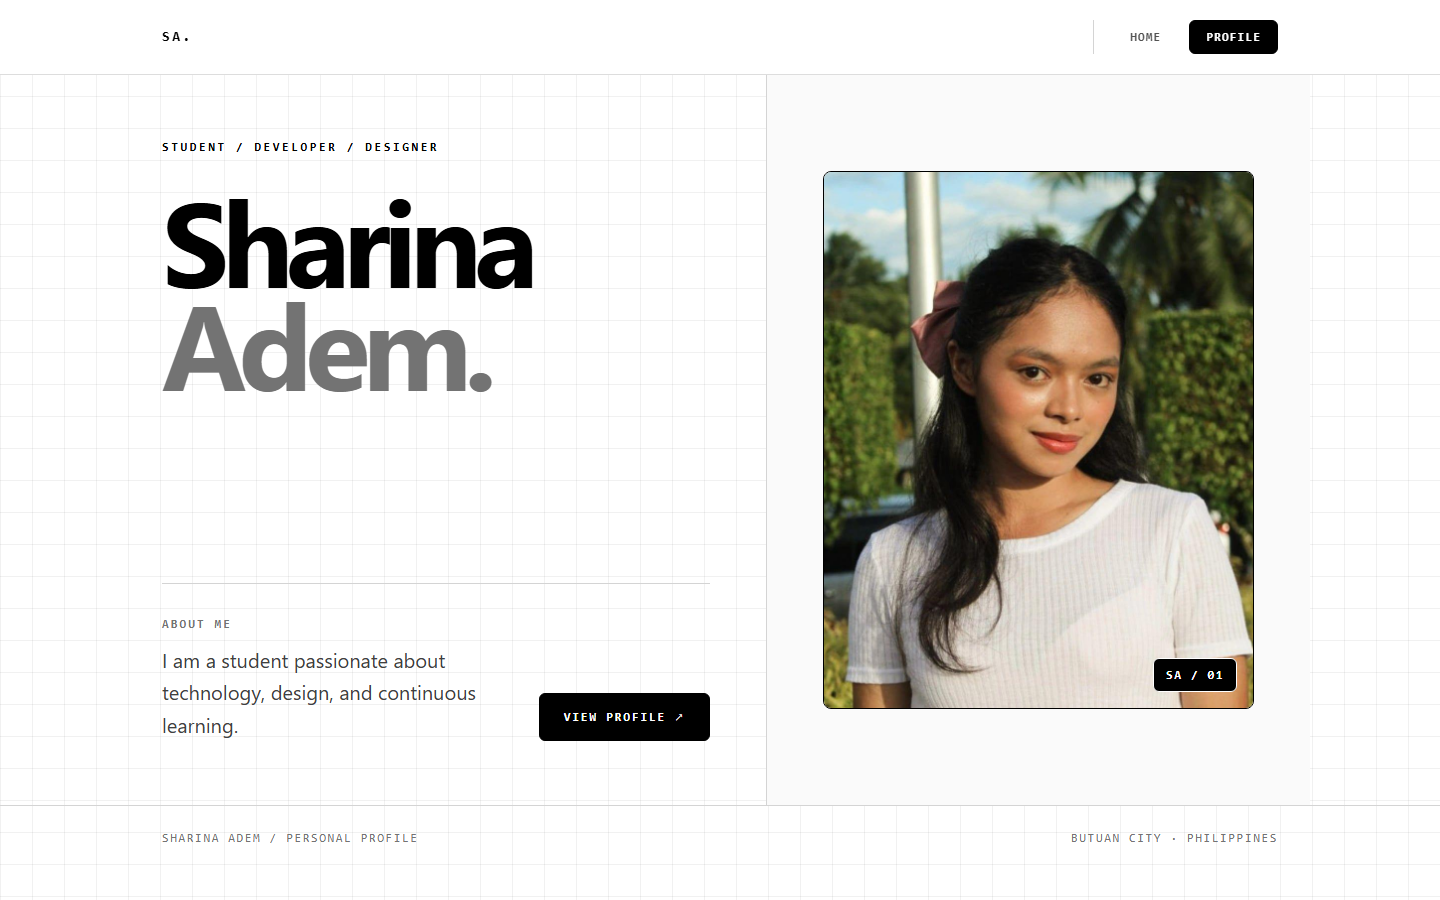 SA.
HOME
PROFILE
STUDENT / DEVELOPER / DESIGNER
Sharina
Adem.
ABOUT ME
I am a student passionate about
technology, design, and continuous
learning.
VIEW PROFILE ↗
SA / 01
SHARINA ADEM / PERSONAL PROFILE
BUTUAN CITY · PHILIPPINES